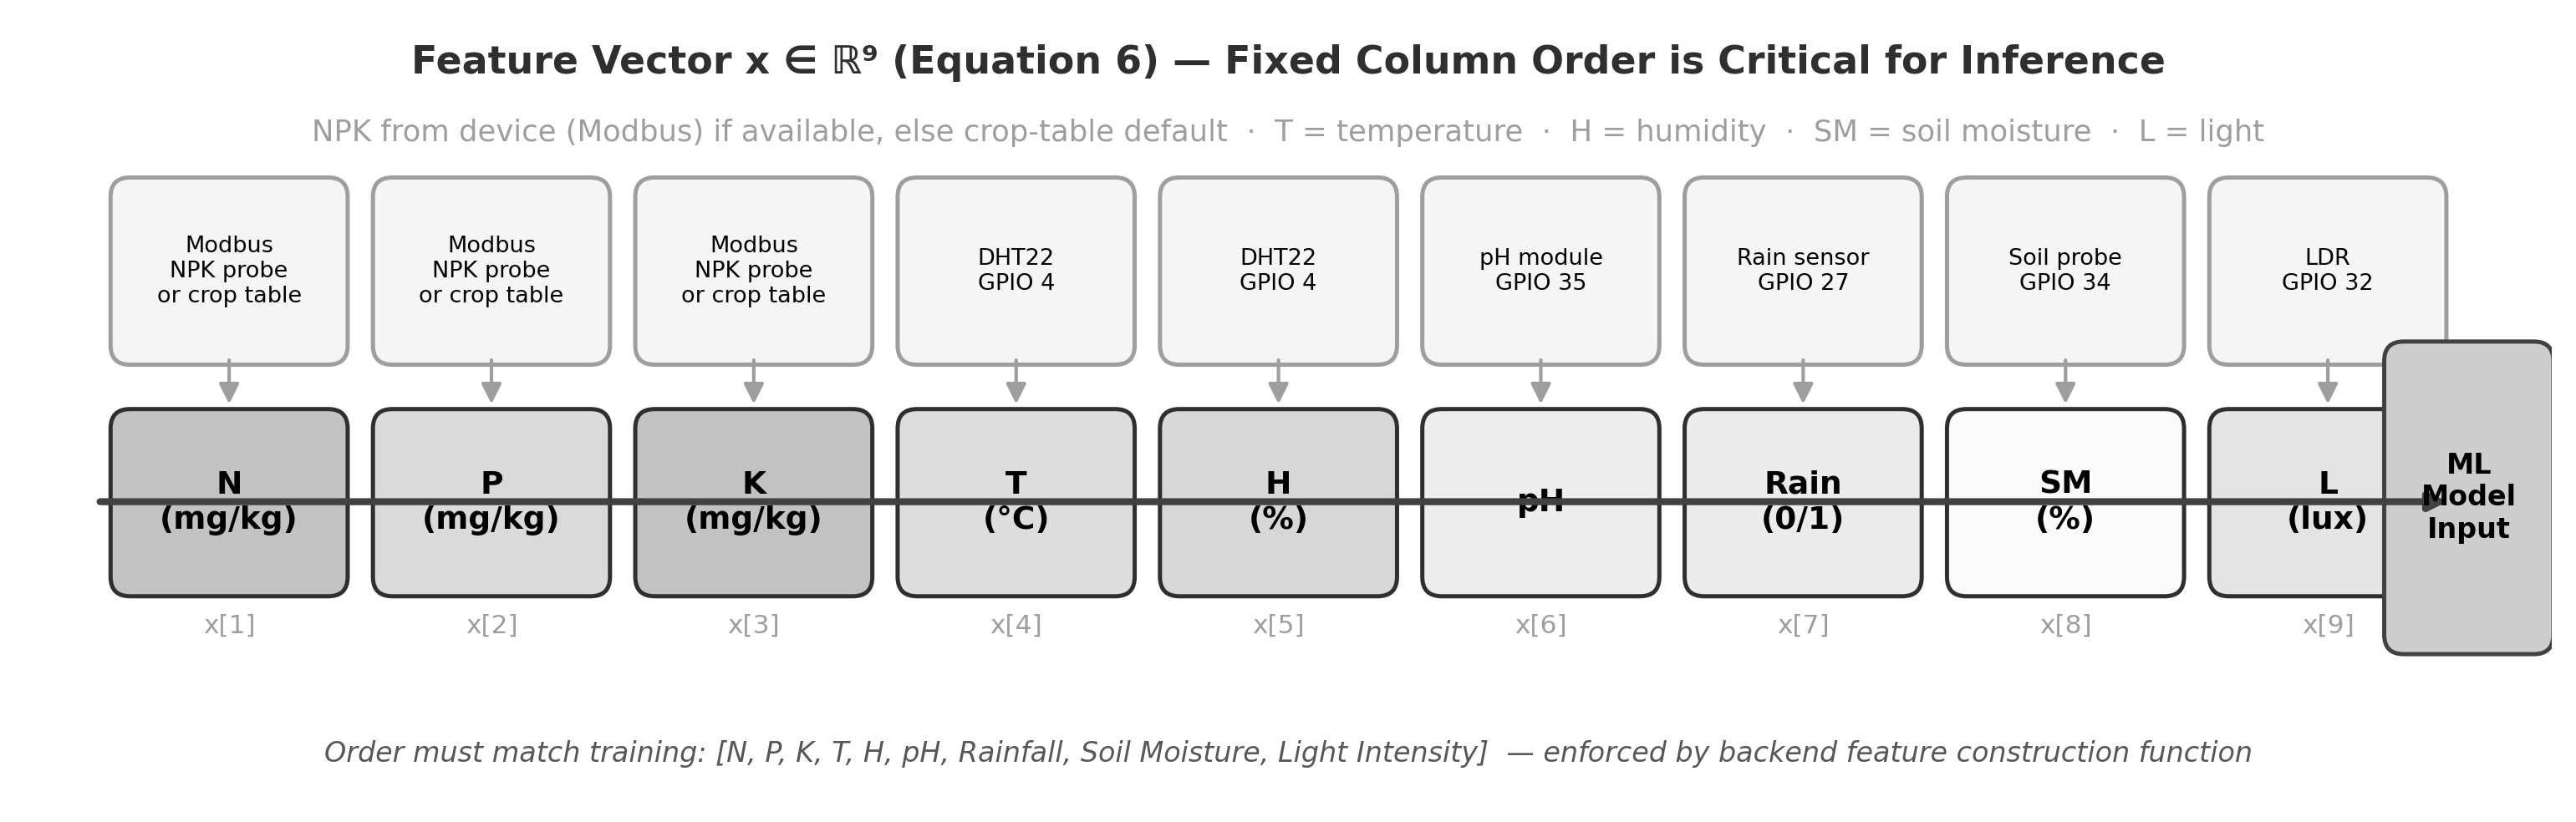 Feature Vector x ∈ ℝ⁹ (Equation 6) — Fixed Column Order is Critical for Inference
NPK from device (Modbus) if available, else crop-table default · T = temperature · H = humidity · SM = soil moisture · L = light
Modbus
NPK probe
or crop table
Modbus
NPK probe
or crop table
Modbus
NPK probe
or crop table
DHT22
GPIO 4
DHT22
GPIO 4
pH module
GPIO 35
Rain sensor
GPIO 27
Soil probe
GPIO 34
LDR
GPIO 32
N
(mg/kg)
P
(mg/kg)
K
(mg/kg)
T
(°C)
H
(%)
pH
Rain
(0/1)
SM
(%)
L
(lux)
ML
Model
Input
x[1]
x[2]
x[3]
x[4]
x[5]
x[6]
x[7]
x[8]
x[9]
Order must match training: [N, P, K, T, H, pH, Rainfall, Soil Moisture, Light Intensity] — enforced by backend feature construction function